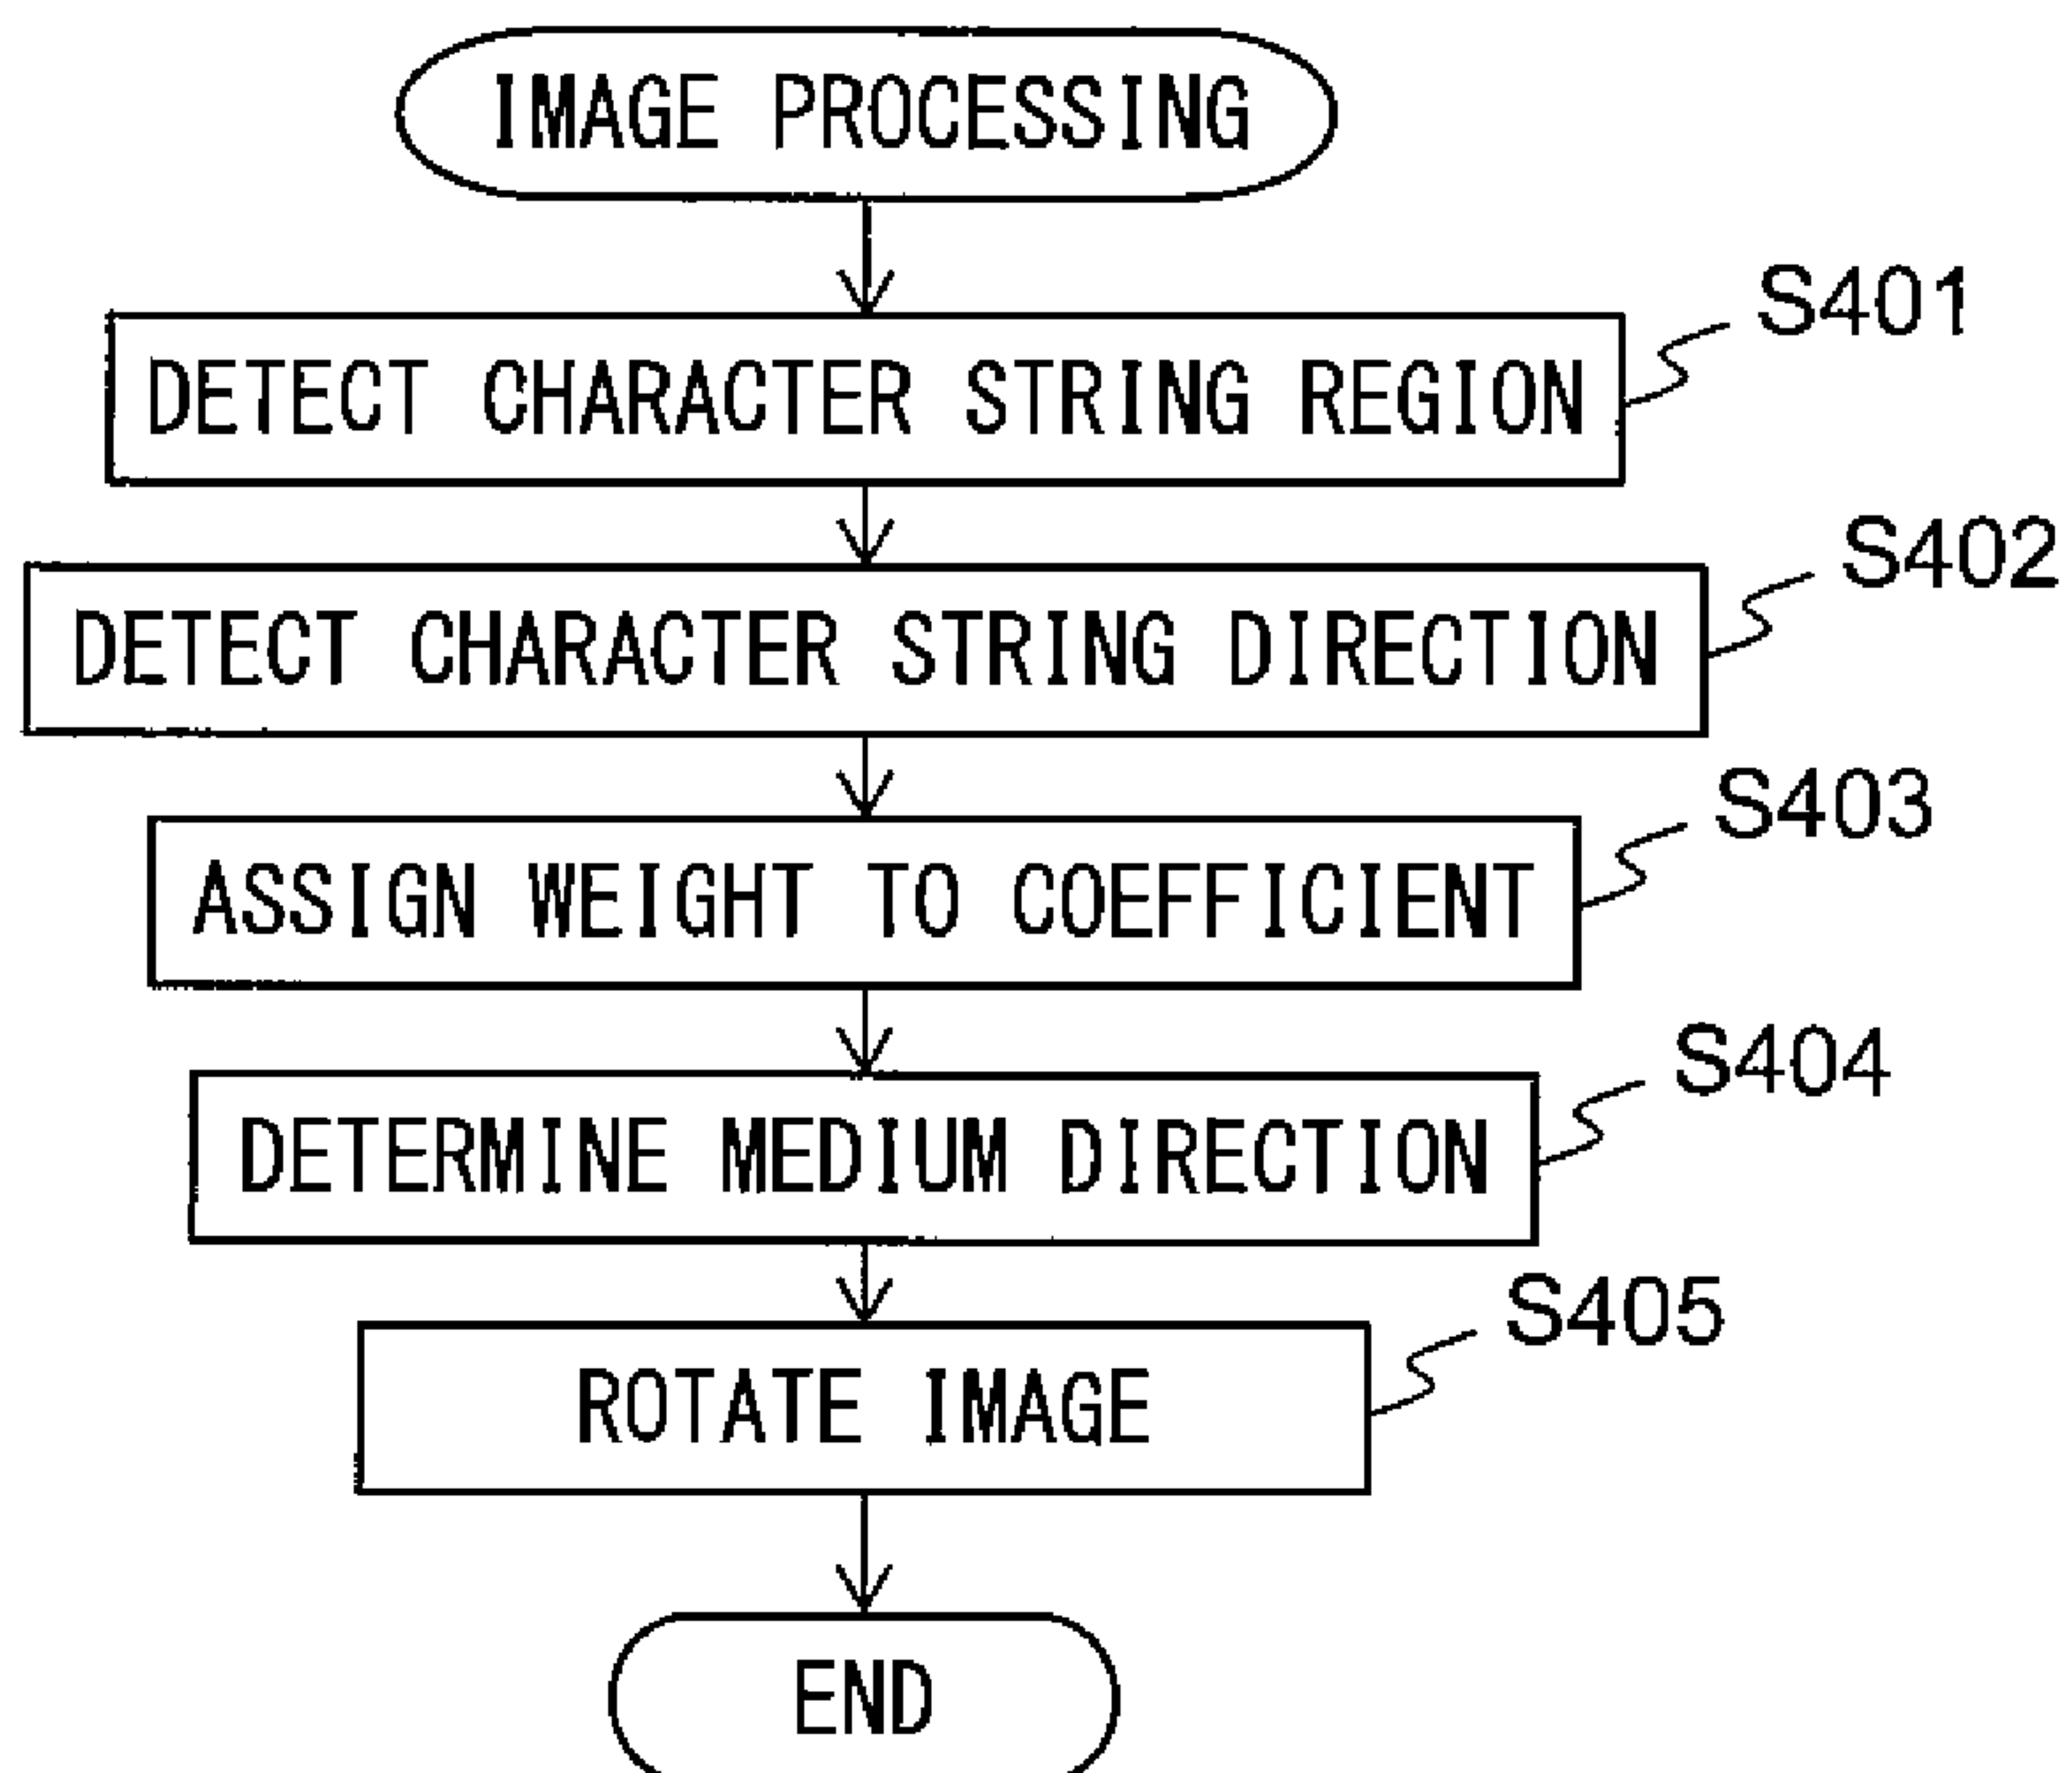 IMAGE PROCESSING
S401
DETECT CHARACTER STRING REGION
S402
DETECT CHARACTER STRING DIRECTION
S403
ASSIGN WEIGHT TO COEFFICIENT
S404
DETERMINE MEDIUM DIRECTION
S405
ROTATE IMAGE
END